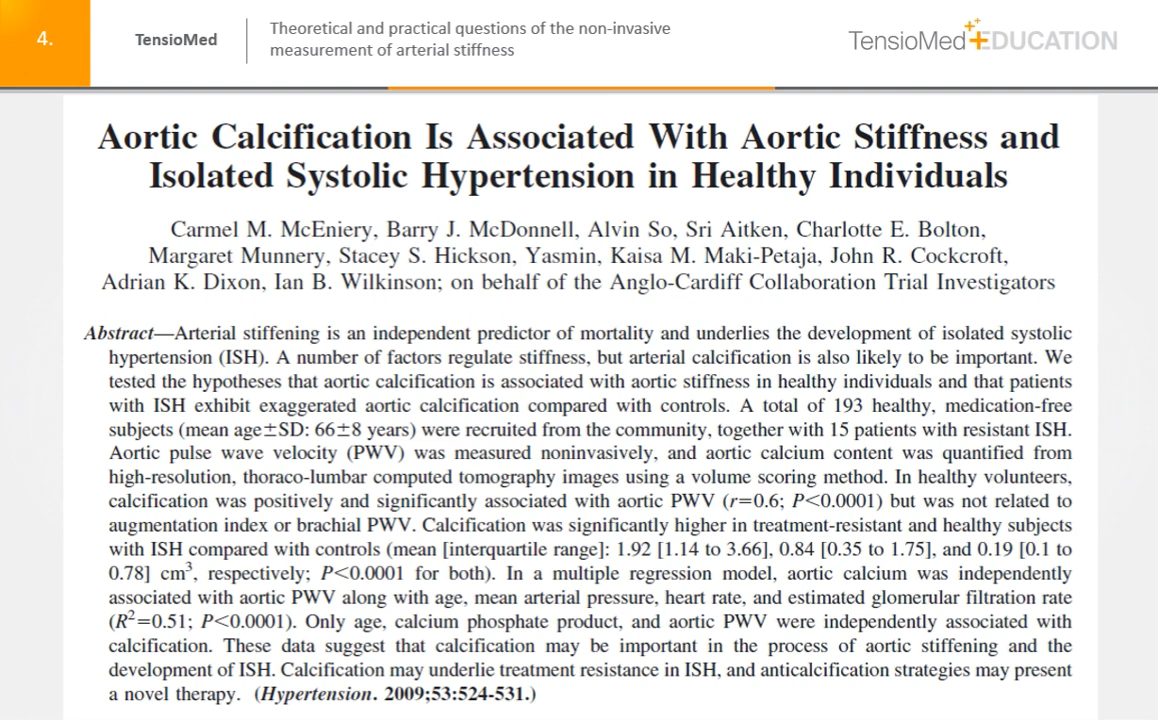 4.
TensioMed
Theoretical and practical questions of the non-invasive
measurement of arterial stiffness
TensioMed EDUCATION
Aortic Calcification Is Associated With Aortic Stiffness and
Isolated Systolic Hypertension in Healthy Individuals
Carmel M. McEniery, Barry J. McDonnell, Alvin So, Sri Aitken, Charlotte E. Bolton,
Margaret Munnery, Stacey S. Hickson, Yasmin, Kaisa M. Maki-Petaja, John R. Cockcroft,
Adrian K. Dixon, Ian B. Wilkinson; on behalf of the Anglo-Cardiff Collaboration Trial Investigators
Abstract—Arterial stiffening is an independent predictor of mortality and underlies the development of isolated systolic
hypertension (ISH). A number of factors regulate stiffness, but arterial calcification is also likely to be important. We
tested the hypotheses that aortic calcification is associated with aortic stiffness in healthy individuals and that patients
with ISH exhibit exaggerated aortic calcification compared with controls. A total of 193 healthy, medication-free
subjects (mean age±SD: 66±8 years) were recruited from the community, together with 15 patients with resistant ISH.
Aortic pulse wave velocity (PWV) was measured noninvasively, and aortic calcium content was quantified from
high-resolution, thoraco-lumbar computed tomography images using a volume scoring method. In healthy volunteers,
calcification was positively and significantly associated with aortic PWV (r=0.6; P<0.0001) but was not related to
augmentation index or brachial PWV. Calcification was significantly higher in treatment-resistant and healthy subjects
with ISH compared with controls (mean [interquartile range]: 1.92 [1.14 to 3.66], 0.84 [0.35 to 1.75], and 0.19 [0.1 to
0.78] cm³, respectively; P<0.0001 for both). In a multiple regression model, aortic calcium was independently
associated with aortic PWV along with age, mean arterial pressure, heart rate, and estimated glomerular filtration rate
(R²=0.51; P<0.0001). Only age, calcium phosphate product, and aortic PWV were independently associated with
calcification. These data suggest that calcification may be important in the process of aortic stiffening and the
development of ISH. Calcification may underlie treatment resistance in ISH, and anticalcification strategies may present
a novel therapy. (Hypertension. 2009;53:524-531.)